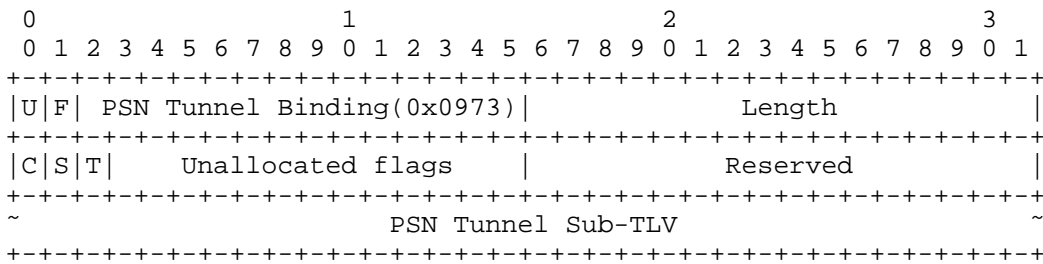 0                   1                   2                   3
 0 1 2 3 4 5 6 7 8 9 0 1 2 3 4 5 6 7 8 9 0 1 2 3 4 5 6 7 8 9 0 1
+-+-+-+-+-+-+-+-+-+-+-+-+-+-+-+-+-+-+-+-+-+-+-+-+-+-+-+-+-+-+-+-+
|U|F| PSN Tunnel Binding(0x0973)|             Length            |
+-+-+-+-+-+-+-+-+-+-+-+-+-+-+-+-+-+-+-+-+-+-+-+-+-+-+-+-+-+-+-+-+
|C|S|T|   Unallocated flags     |            Reserved           |
+-+-+-+-+-+-+-+-+-+-+-+-+-+-+-+-+-+-+-+-+-+-+-+-+-+-+-+-+-+-+-+-+
~                       PSN Tunnel Sub-TLV                      ~
+-+-+-+-+-+-+-+-+-+-+-+-+-+-+-+-+-+-+-+-+-+-+-+-+-+-+-+-+-+-+-+-+